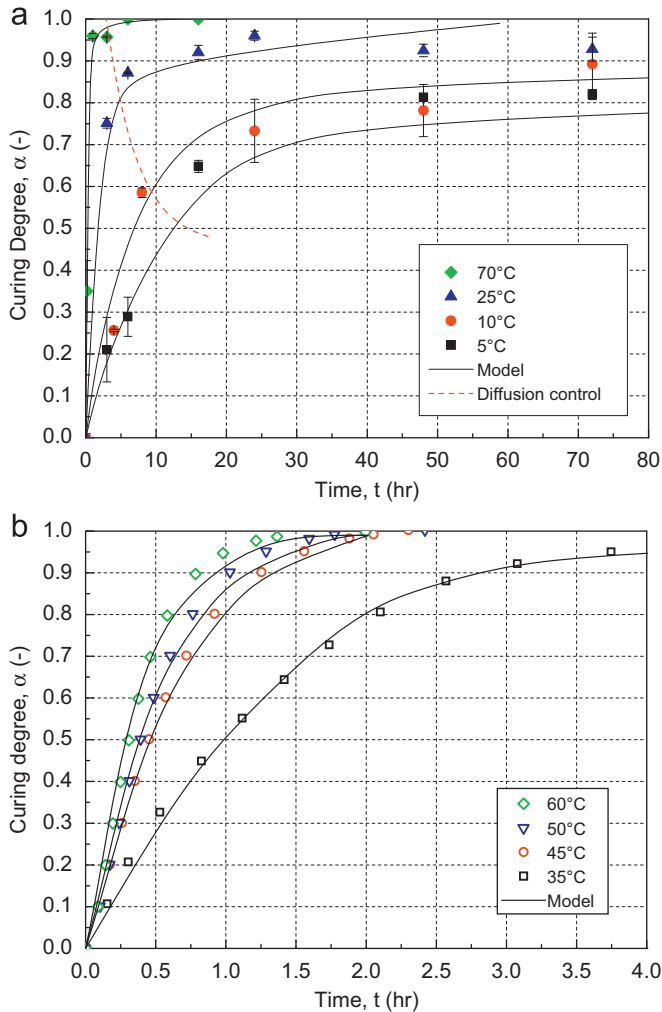 a
Curing Degree, α (-)
1.0
0.9
0.8
0.7
0.6
0.5
0.4
0.3
0.2
0.1
0.0
70°C
25°C
10°C
5°C
Model
Diffusion control
0 10 20 30 40 50 60 70 80
Time, t (hr)
b
Curing degree, α (-)
1.0
0.9
0.8
0.7
0.6
0.5
0.4
0.3
0.2
0.1
0.0
60°C
50°C
45°C
35°C
Model
0.0 0.5 1.0 1.5 2.0 2.5 3.0 3.5 4.0
Time, t (hr)